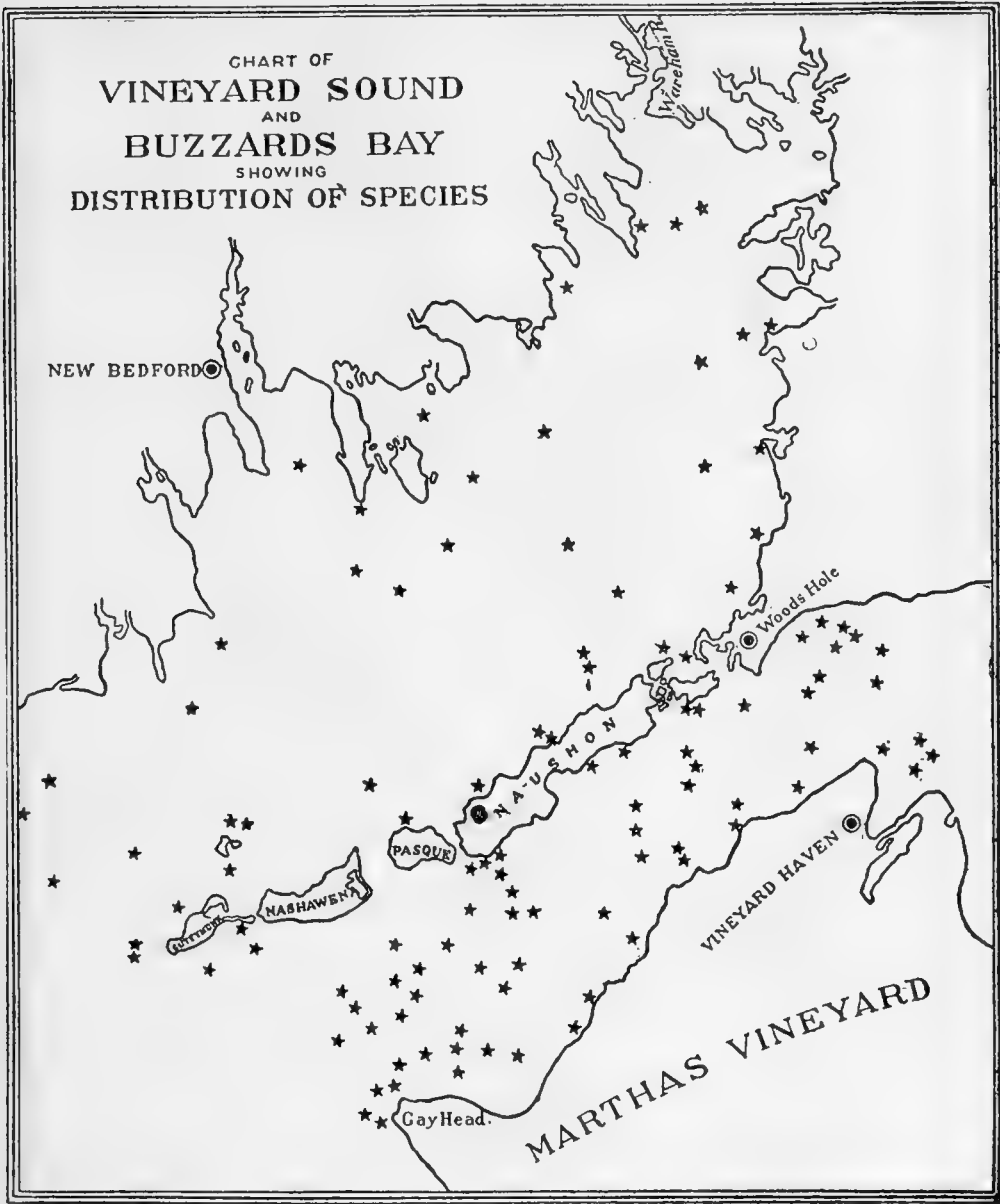 CHART OF
VINEYARD SOUND
AND
BUZZARDS BAY
SHOWING
DISTRIBUTION OF SPECIES
Wareham R.
NEW BEDFORD
Woods Hole
NAUSHON
PASQUE
NASHAWENA
VINEYARD HAVEN
MARTHAS VINEYARD
Gay Head.